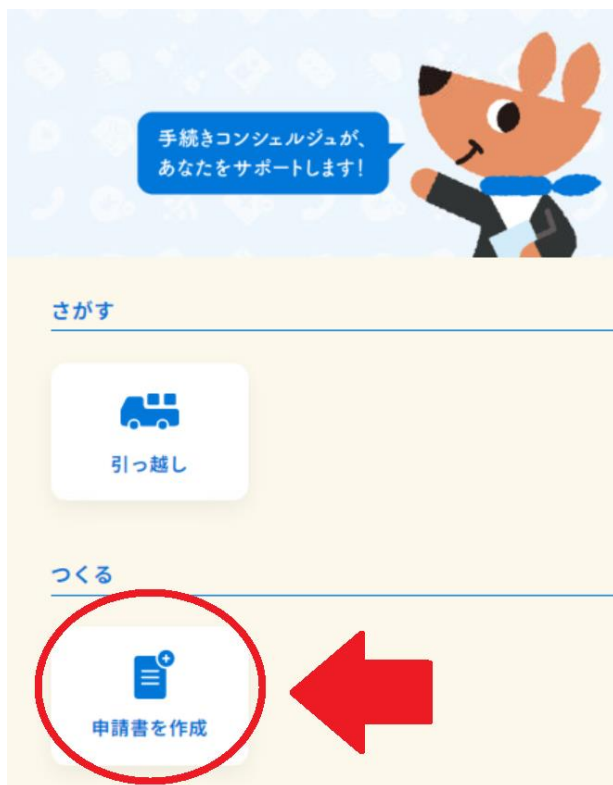 手続きコンシェルジュが、
あなたをサポートします!
さがす
引っ越し
つくる
申請書を作成